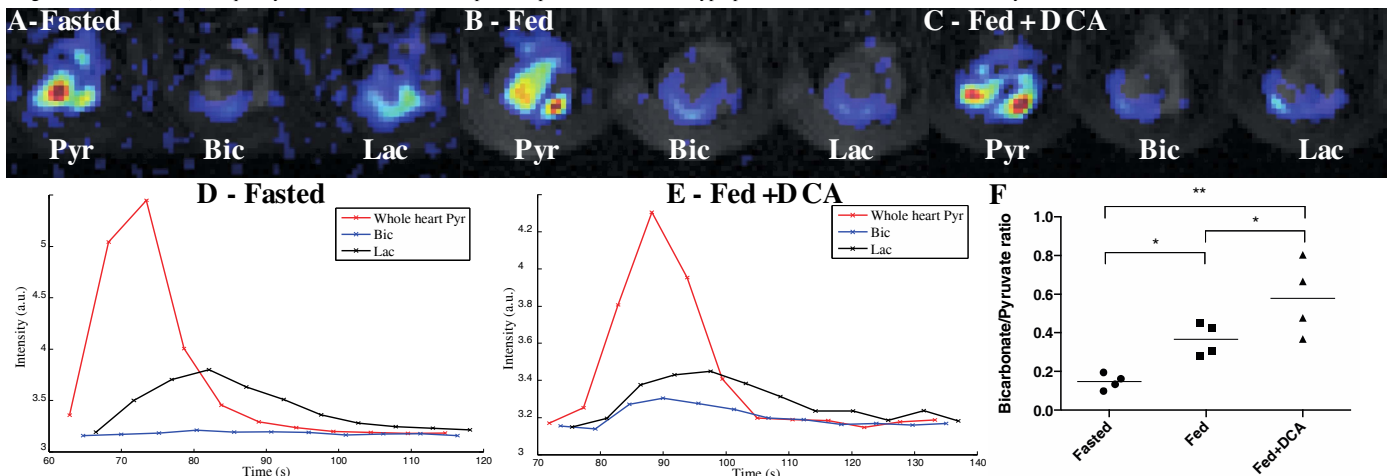 A-Fasted
B - Fed
C - Fed + DCA
Pyr
Bic
Lac
Pyr
Bic
Lac
Pyr
Bic
Lac
D - Fasted
Whole heart Pyr
Bic
Lac
Intensity (a.u.)
5
4.5
4
3.5
3
60
70
80
90
100
110
120
Time (s)
E - Fed +DCA
Whole heart Pyr
Bic
Lac
Intensity (a.u.)
4.2
4
3.8
3.6
3.4
3.2
3
70
80
90
100
110
120
130
140
Time (s)
F
**
*
*
Bicarbonate/Pyruvate ratio
1.0
0.8
0.6
0.4
0.2
0.0
Fasted
Fed
Fed+DCA